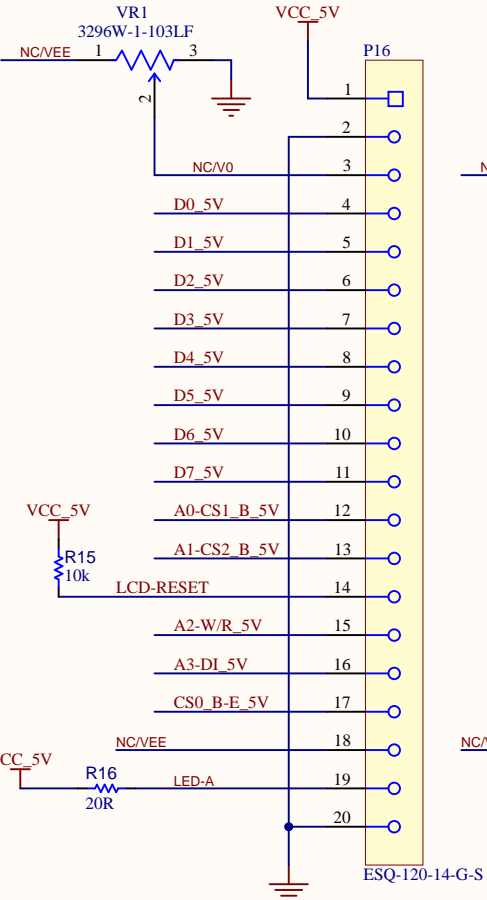 VR1
3296W-1-103LF
VCC_5V
NC/VEE
1
3
2
P16
1
2
NC/V0
3
D0_5V
4
D1_5V
5
D2_5V
6
D3_5V
7
D4_5V
8
D5_5V
9
D6_5V
10
D7_5V
11
VCC_5V
A0-CS1_B_5V
12
R15
10k
A1-CS2_B_5V
13
LCD-RESET
14
A2-W/R_5V
15
A3-DI_5V
16
CS0_B-E_5V
17
NC/VEE
18
CC_5V
R16
20R
LED-A
19
20
ESQ-120-14-G-S